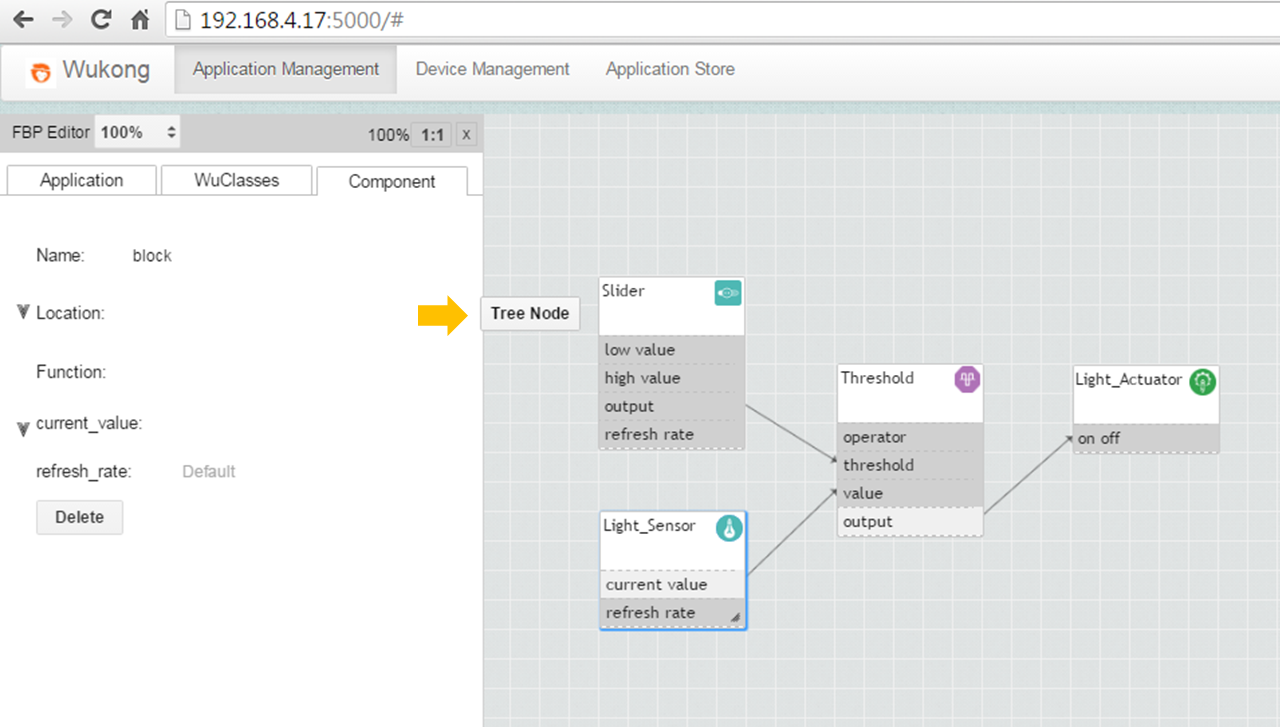 192.168.4.17:5000/#
Wukong
Application Management
Device Management
Application Store
FBP Editor
100%
100%
1:1
x
Application
WuClasses
Component
Name:
block
Location:
Tree Node
Function:
current_value:
refresh_rate:
Default
Delete
Slider
low value
high value
output
refresh rate
Light_Sensor
current value
refresh rate
Threshold
operator
threshold
value
output
Light_Actuator
on off